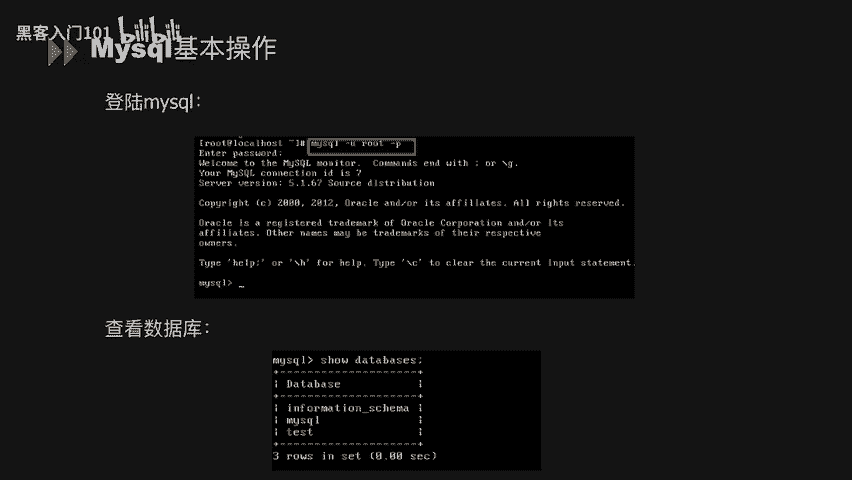 黑客入门101 bilibili
Mysql基本操作
登陆mysql：
[root@localhost ~]# mysql -u root -p
Enter password:
Welcome to the MySQL monitor.  Commands end with ; or \g.
Your MySQL connection id is 7
Server version: 5.1.67 Source distribution
Copyright (c) 2000, 2012, Oracle and/or its affiliates. All rights reserved.
Oracle is a registered trademark of Oracle Corporation and/or its
affiliates. Other names may be trademarks of their respective
owners.
Type 'help;' or '\h' for help. Type '\c' to clear the current input statement.
mysql> _
查看数据库：
mysql> show databases;
+--------------------+
| Database           |
+--------------------+
| information_schema |
| mysql              |
| test               |
+--------------------+
3 rows in set (0.00 sec)